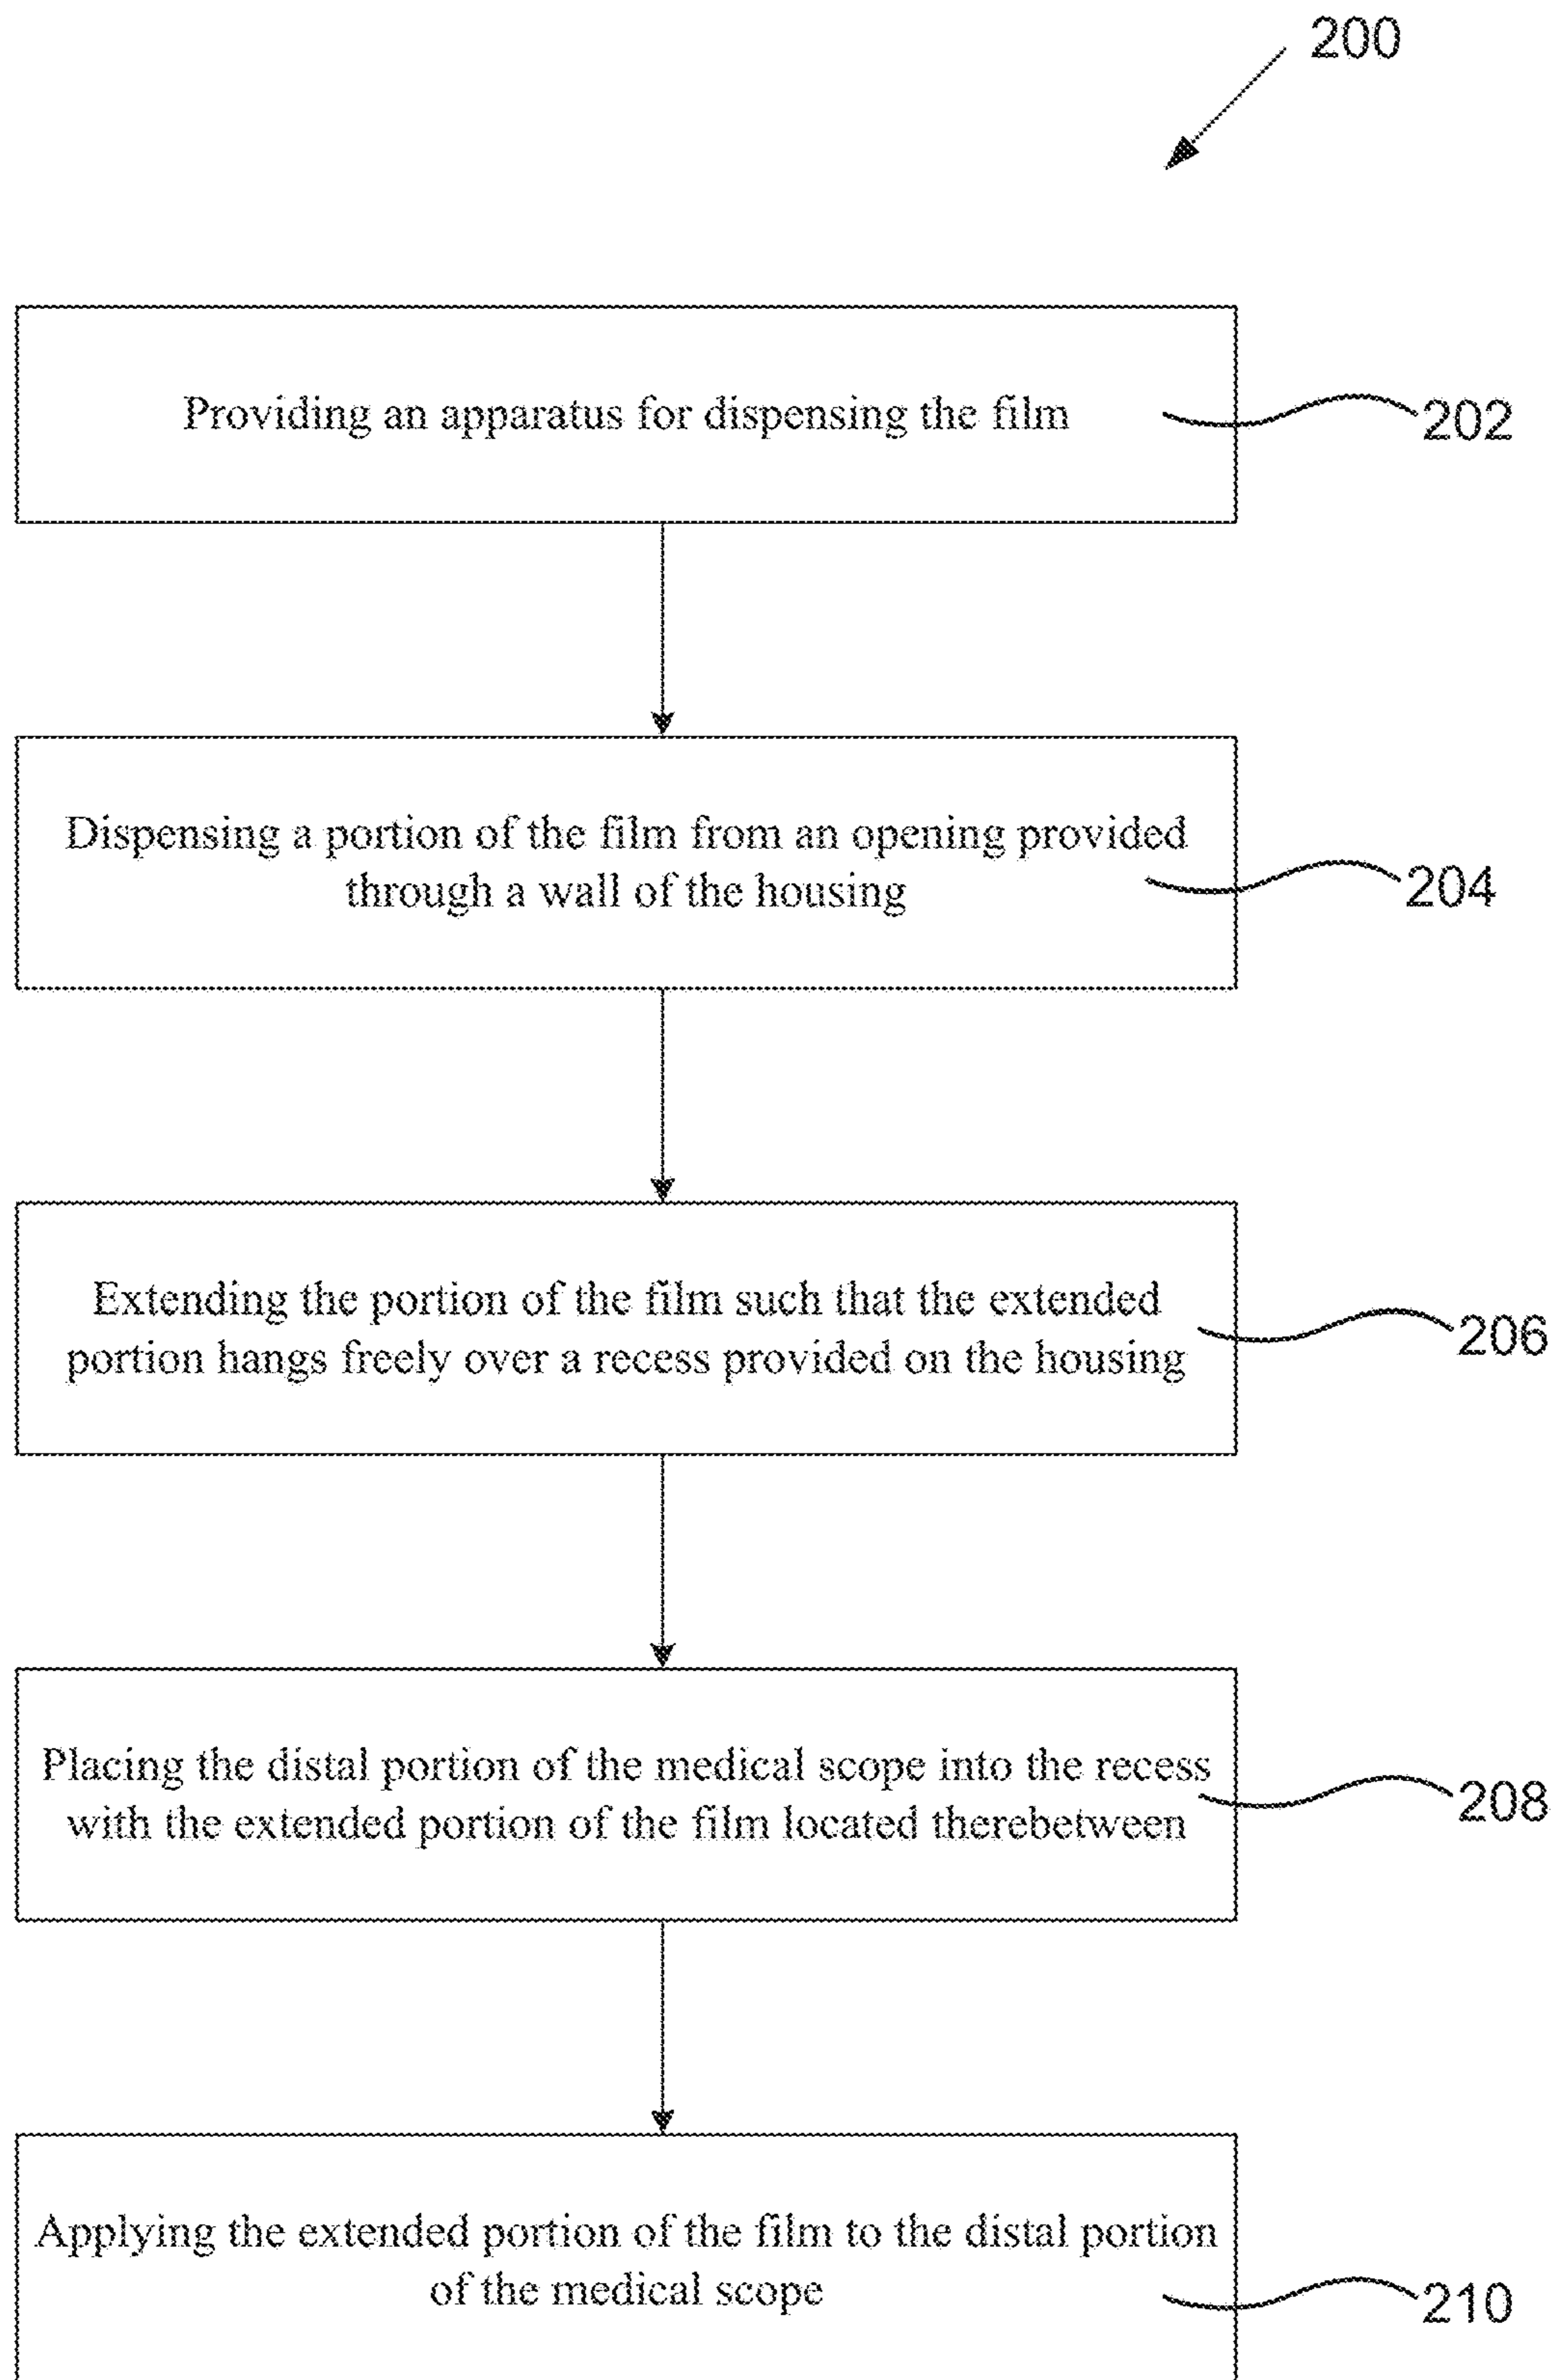 200
Providing an apparatus for dispensing the film
202
Dispensing a portion of the film from an opening provided
through a wall of the housing
204
Extending the portion of the film such that the extended
portion hangs freely over a recess provided on the housing
206
Placing the distal portion of the medical scope into the recess
with the extended portion of the film located therebetween
208
Applying the extended portion of the film to the distal portion
of the medical scope
210